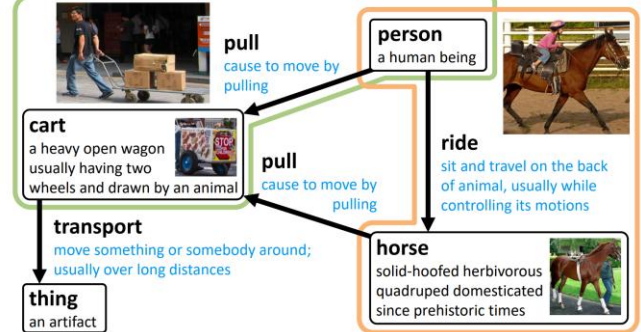 pull
cause to move by
pulling
person
a human being
cart
a heavy open wagon
usually having two
wheels and drawn by an animal
STOP
pull
cause to move by
pulling
ride
sit and travel on the back
of animal, usually while
controlling its motions
transport
move something or somebody around;
usually over long distances
horse
solid-hoofed herbivorous
quadruped domesticated
since prehistoric times
thing
an artifact